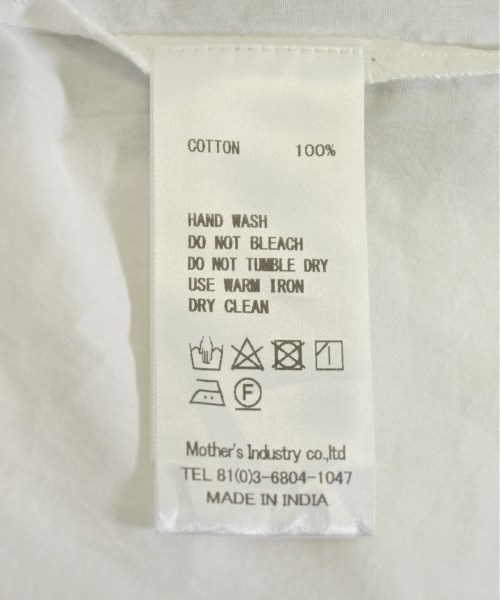 COTTON 100%
HAND WASH
DO NOT BLEACH
DO NOT TUMBLE DRY
USE WARM IRON
DRY CLEAN
F
Mother's Industry co.,ltd
TEL 81(0)3-6804-1047
MADE IN INDIA